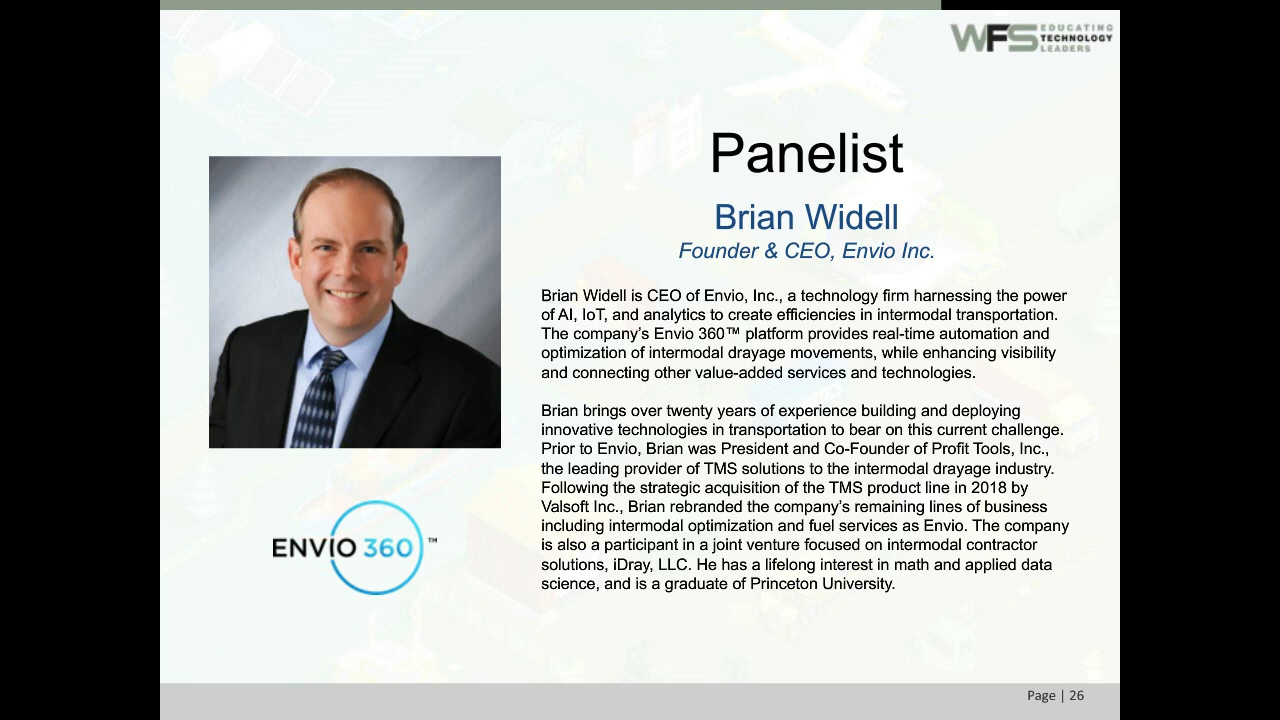 WFS EDUCATING
TECHNOLOGY
LEADERS
Panelist
Brian Widell
Founder & CEO, Envio Inc.
Brian Widell is CEO of Envio, Inc., a technology firm harnessing the power
of AI, IoT, and analytics to create efficiencies in intermodal transportation.
The company's Envio 360™ platform provides real-time automation and
optimization of intermodal drayage movements, while enhancing visibility
and connecting other value-added services and technologies.
Brian brings over twenty years of experience building and deploying
innovative technologies in transportation to bear on this current challenge.
Prior to Envio, Brian was President and Co-Founder of Profit Tools, Inc.,
the leading provider of TMS solutions to the intermodal drayage industry.
Following the strategic acquisition of the TMS product line in 2018 by
Valsoft Inc., Brian rebranded the company's remaining lines of business
including intermodal optimization and fuel services as Envio. The company
is also a participant in a joint venture focused on intermodal contractor
solutions, iDray, LLC. He has a lifelong interest in math and applied data
science, and is a graduate of Princeton University.
ENVIO 360™
Page | 26